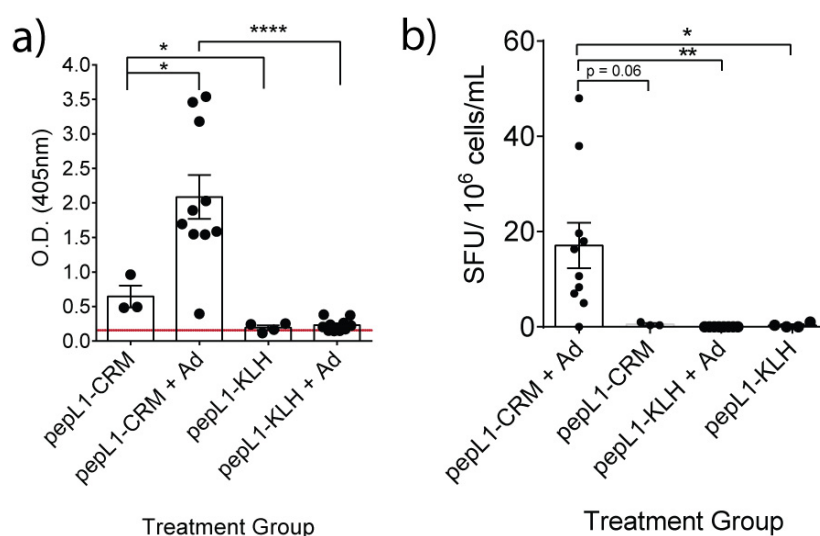 a)
****
*
*
4.0
3.5
3.0
2.5
2.0
1.5
1.0
0.5
0.0
O.D. (405nm)
pepL1-CRM
pepL1-CRM + Ad
pepL1-KLH
pepL1-KLH + Ad
Treatment Group
b)
*
**
p = 0.06
60
40
20
0
SFU/ 10⁶ cells/mL
pepL1-CRM + Ad
pepL1-CRM
pepL1-KLH + Ad
pepL1-KLH
Treatment Group